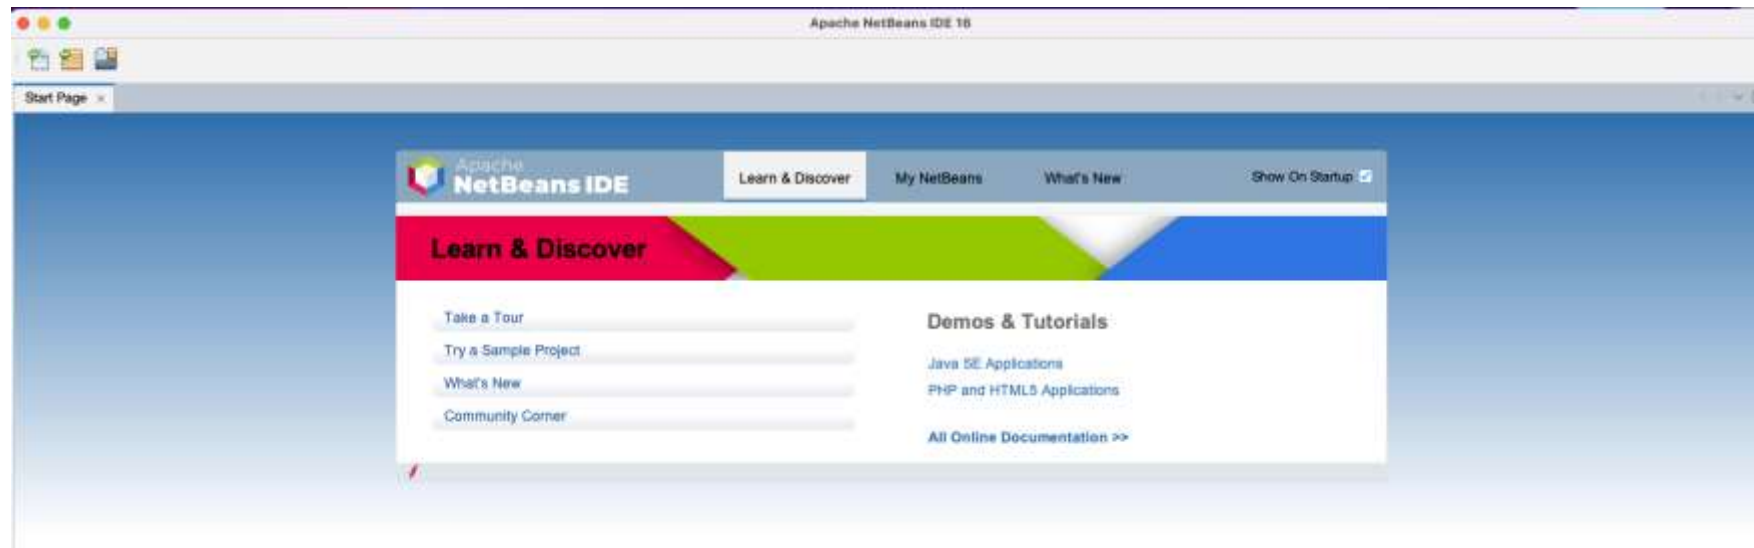 Apache NetBeans IDE 16
Start Page
Apache
NetBeans IDE
Learn & Discover
My NetBeans
What's New
Show On Startup
Learn & Discover
Take a Tour
Try a Sample Project
What's New
Community Corner
Demos & Tutorials
Java SE Applications
PHP and HTML5 Applications
All Online Documentation >>